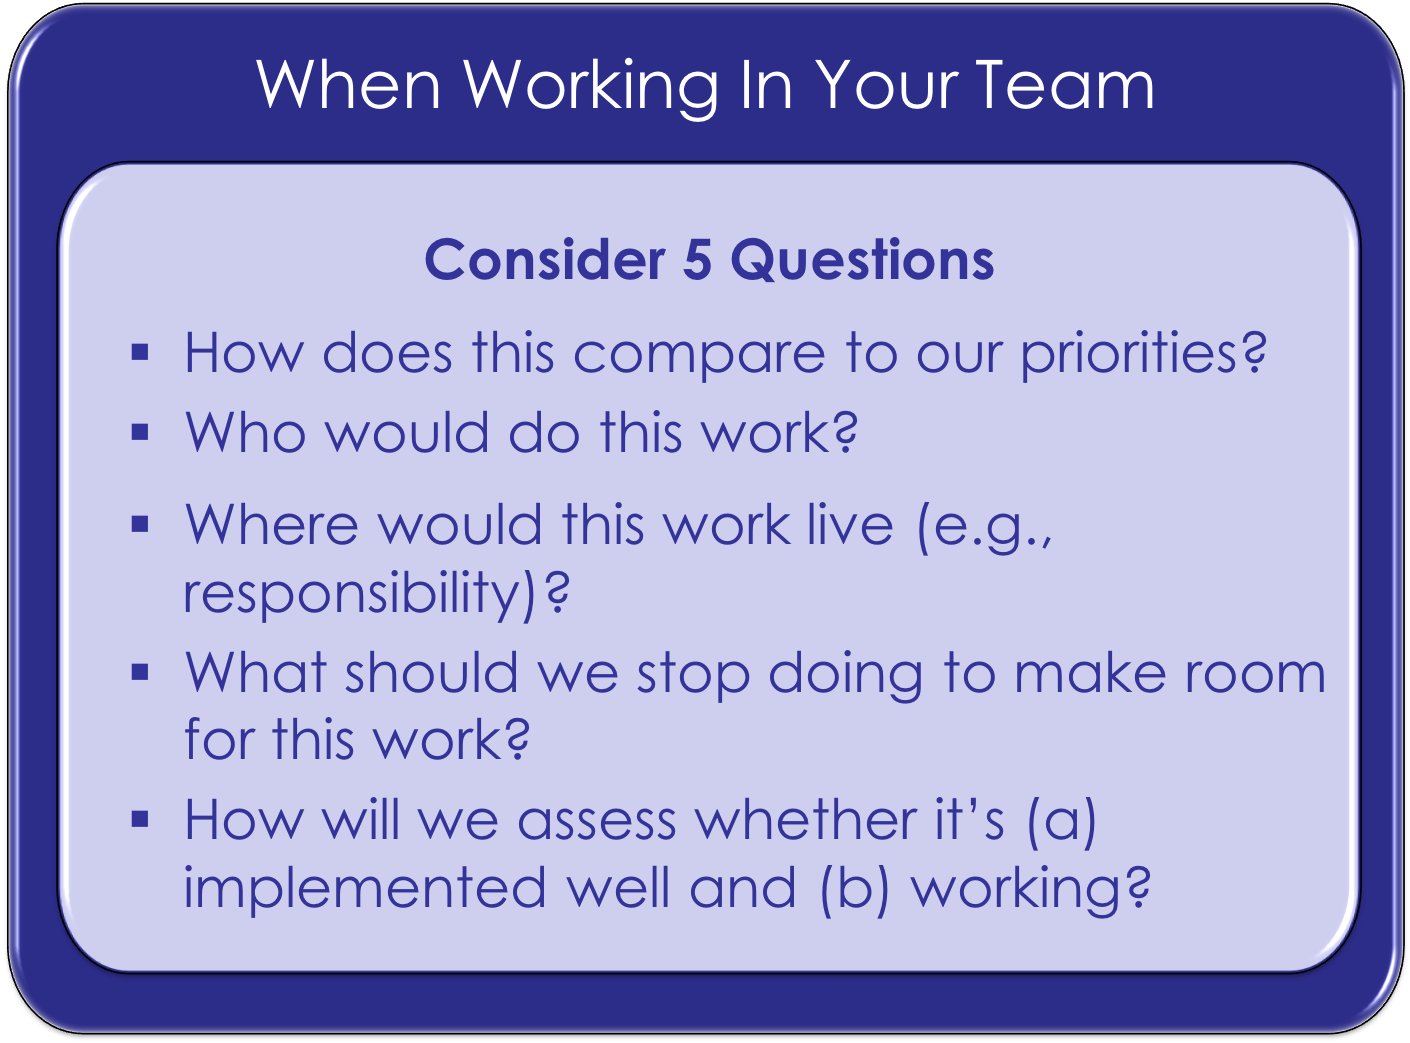 When Working In Your Team
Consider 5 Questions
▪ How does this compare to our priorities?
▪ Who would do this work?
▪ Where would this work live (e.g.,
responsibility)?
▪ What should we stop doing to make room
for this work?
▪ How will we assess whether it’s (a)
implemented well and (b) working?